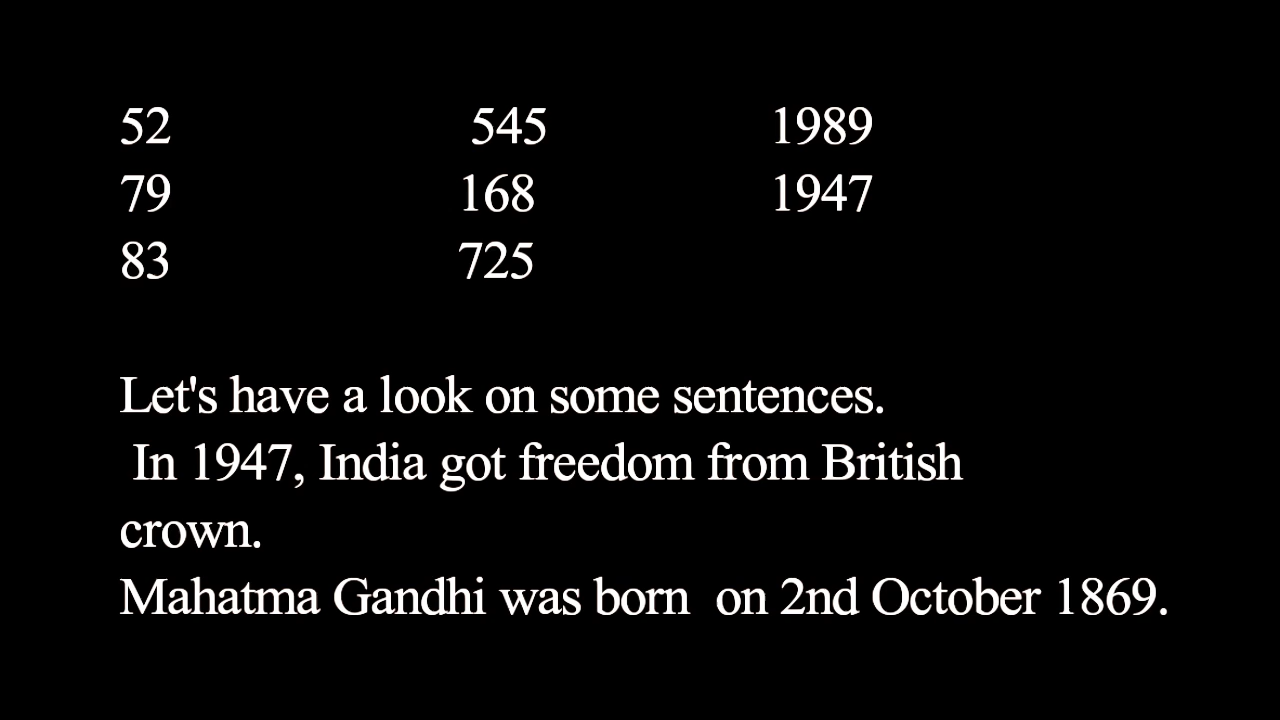 52 545 1989
79 168 1947
83 725
Let's have a look on some sentences.
In 1947, India got freedom from British
crown.
Mahatma Gandhi was born on 2nd October 1869.